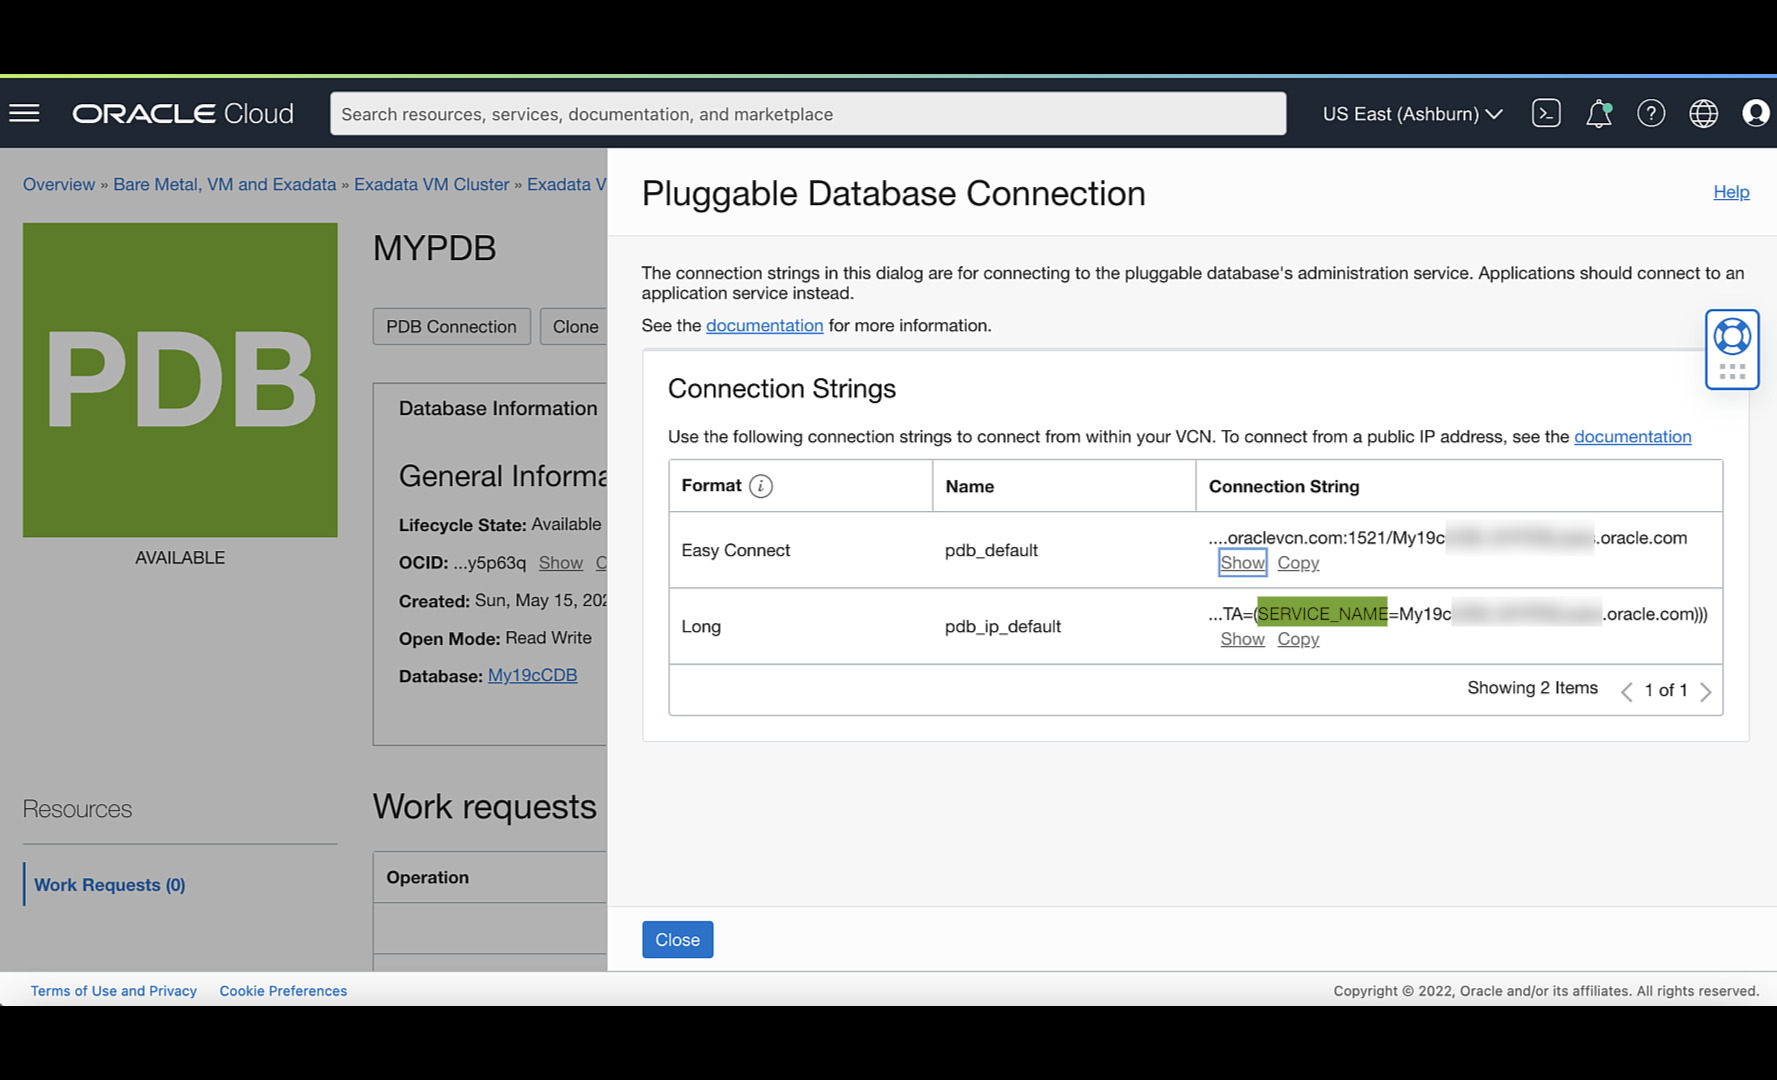 ORACLE Cloud
Search resources, services, documentation, and marketplace
US East (Ashburn)
Overview » Bare Metal, VM and Exadata » Exadata VM Cluster » Exadata V
PDB
AVAILABLE
MYPDB
PDB Connection
Clone
Database Information
General Informa
Lifecycle State: Available
OCID: ...y5p63q Show C
Created: Sun, May 15, 202
Open Mode: Read Write
Database: My19cCDB
Resources
Work Requests (0)
Work requests
Operation
Pluggable Database Connection
Help
The connection strings in this dialog are for connecting to the pluggable database's administration service. Applications should connect to an
application service instead.
See the documentation for more information.
Connection Strings
Use the following connection strings to connect from within your VCN. To connect from a public IP address, see the documentation
Format i
Name
Connection String
Easy Connect
pdb_default
....oraclevcn.com:1521/My19c .oracle.com
Show Copy
Long
pdb_ip_default
...TA=(SERVICE_NAME=My19c .oracle.com)))
Show Copy
Showing 2 Items
1 of 1
Close
Terms of Use and Privacy
Cookie Preferences
Copyright © 2022, Oracle and/or its affiliates. All rights reserved.